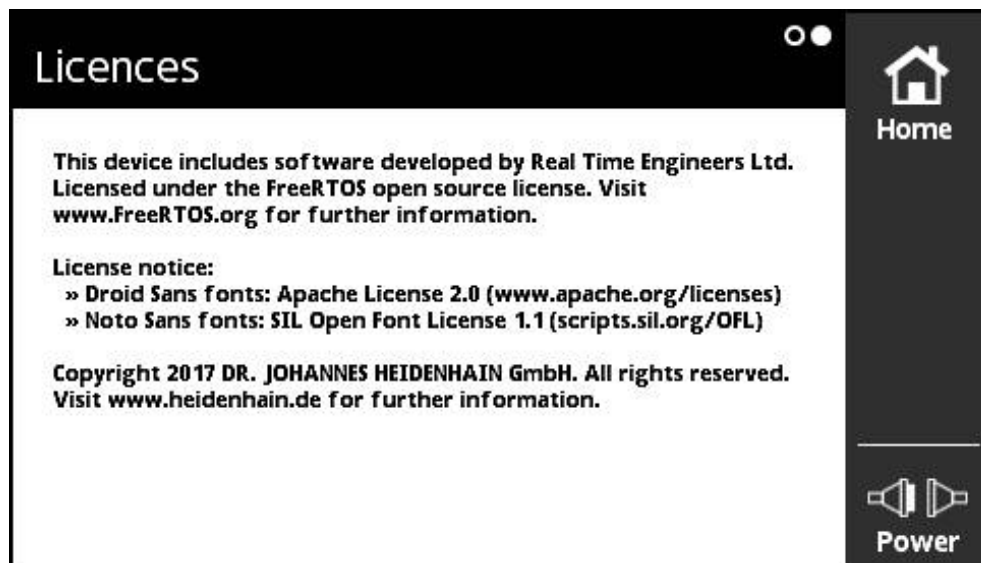 Licences
Home
This device includes software developed by Real Time Engineers Ltd.
Licensed under the FreeRTOS open source license. Visit
www.FreeRTOS.org for further information.
License notice:
» Droid Sans fonts: Apache License 2.0 (www.apache.org/licenses)
» Noto Sans fonts: SIL Open Font License 1.1 (scripts.sil.org/OFL)
Copyright 2017 DR. JOHANNES HEIDENHAIN GmbH. All rights reserved.
Visit www.heidenhain.de for further information.
Power